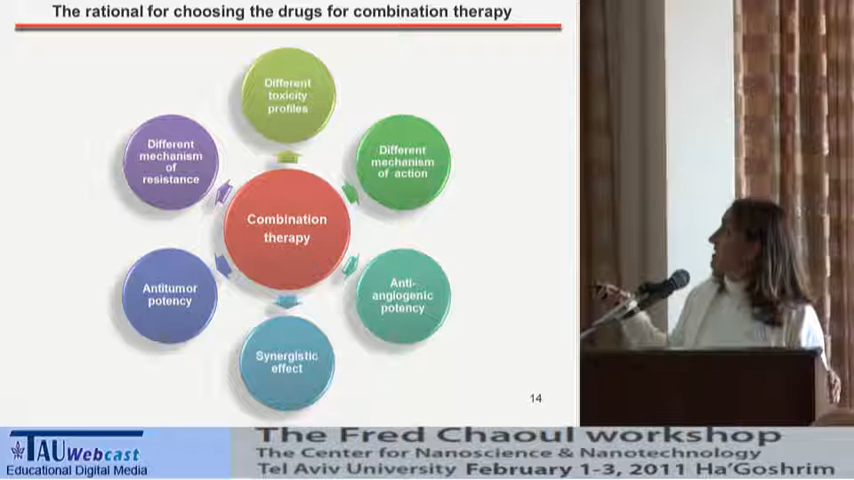 The rational for choosing the drugs for combination therapy
Different
toxicity
profiles
Different
mechanism
of
resistance
Different
mechanism
of action
Combination
therapy
Antitumor
potency
Anti-
angiogenic
potency
Synergistic
effect
14
TAU Webcast
Educational Digital Media
The Fred Chaoul workshop
The Center for Nanoscience & Nanotechnology
Tel Aviv University February 1-3, 2011 Ha'Goshrim